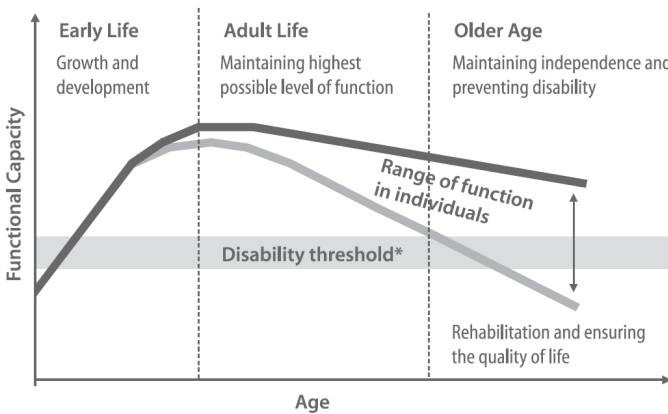 Early Life
Growth and
development
Adult Life
Maintaining highest
possible level of function
Older Age
Maintaining independence and
preventing disability
Functional Capacity
Range of function
in individuals
Disability threshold*
Rehabilitation and ensuring
the quality of life
Age